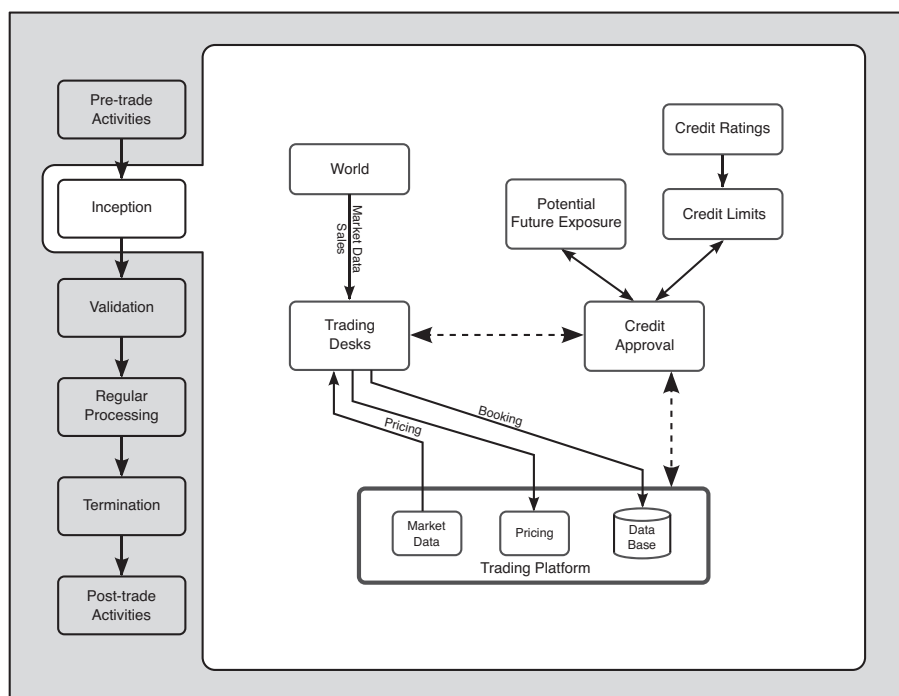 Pre-trade
Activities
Inception
Validation
Regular
Processing
Termination
Post-trade
Activities
World
Market Data
Sales
Credit Ratings
Potential
Future Exposure
Credit Limits
Trading
Desks
Credit
Approval
Pricing
Booking
Market
Data
Pricing
Data
Base
Trading Platform